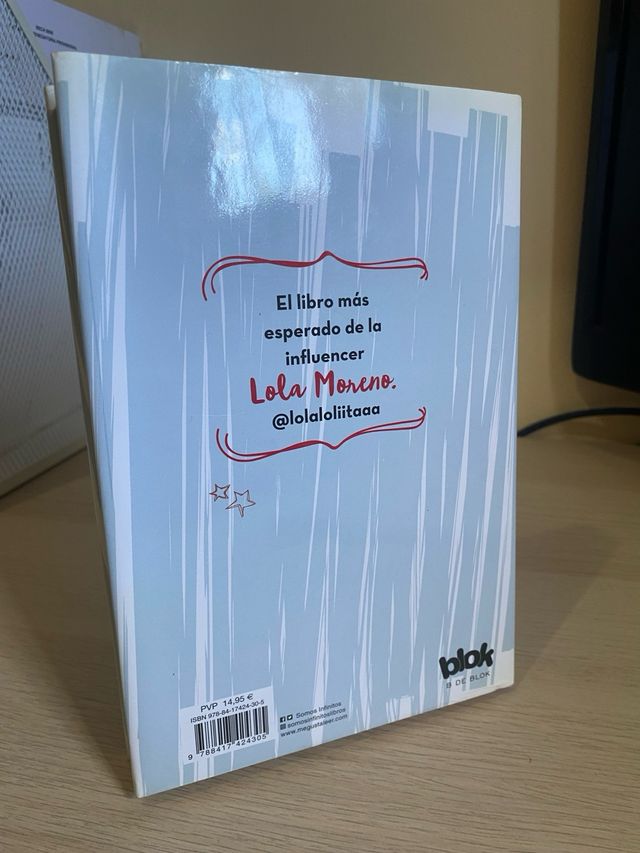 El libro más
esperado de la
influencer
Lola Moreno.
@lolaloliitaaa
blok
B DE BLOK
PVP 14,95 €
ISBN 978-84-17424-30-5
9 788417 424305
Somos Infinitos
somosinfinitoslibros
www.megustaleer.com